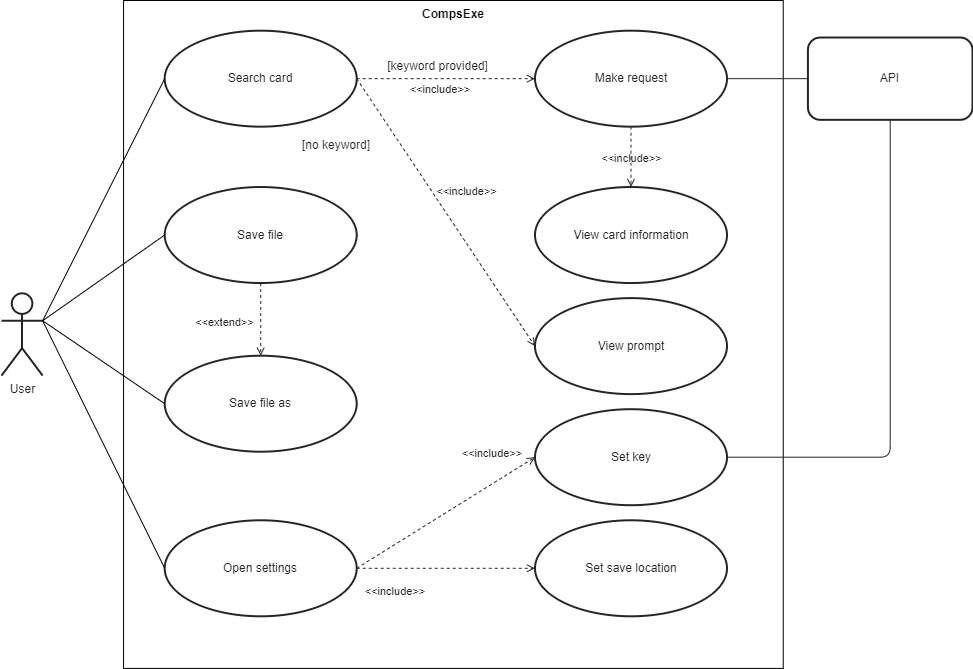 CompsExe
Search card
[keyword provided]
<<include>>
Make request
API
[no keyword]
<<include>>
<<include>>
Save file
View card information
<<extend>>
View prompt
User
Save file as
<<include>>
Set key
Open settings
<<include>>
Set save location